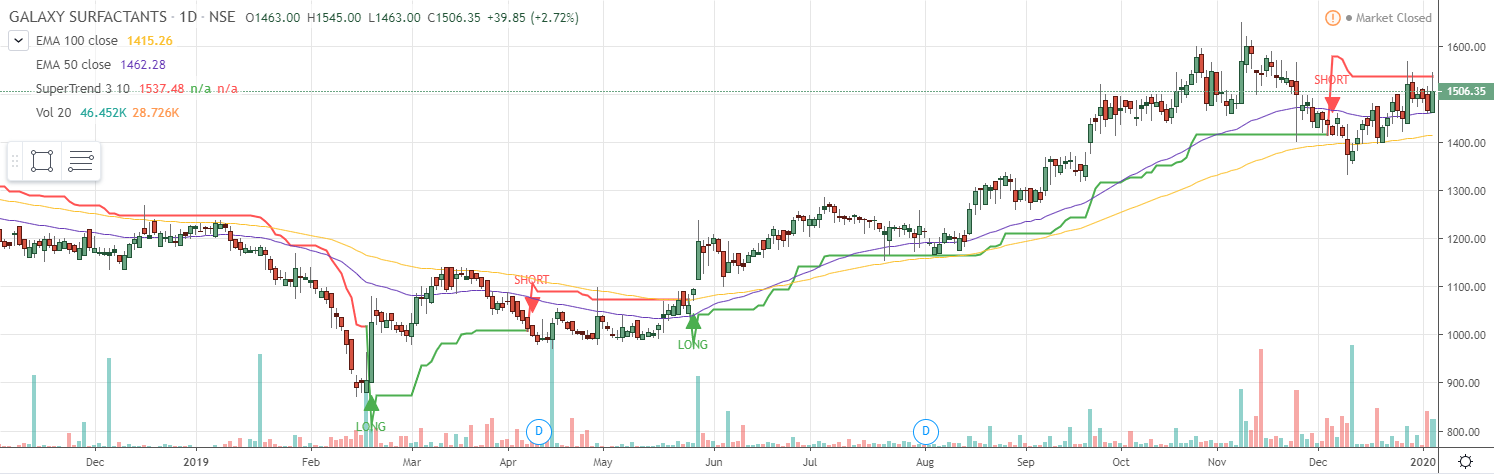 GALAXY SURFACTANTS · 1D · NSE O1463.00 H1545.00 L1463.00 C1506.35 +39.85 (+2.72%)
Market Closed
EMA 100 close 1415.26
EMA 50 close 1462.28
SuperTrend 3 10 1537.48 n/a n/a
Vol 20 46.452K 28.726K
1600.00
SHORT
1506.35
1400.00
1300.00
1200.00
1100.00
SHORT
1000.00
LONG
900.00
LONG
800.00
D
D
Dec 2019 Feb Mar Apr May Jun Jul Aug Sep Oct Nov Dec 2020